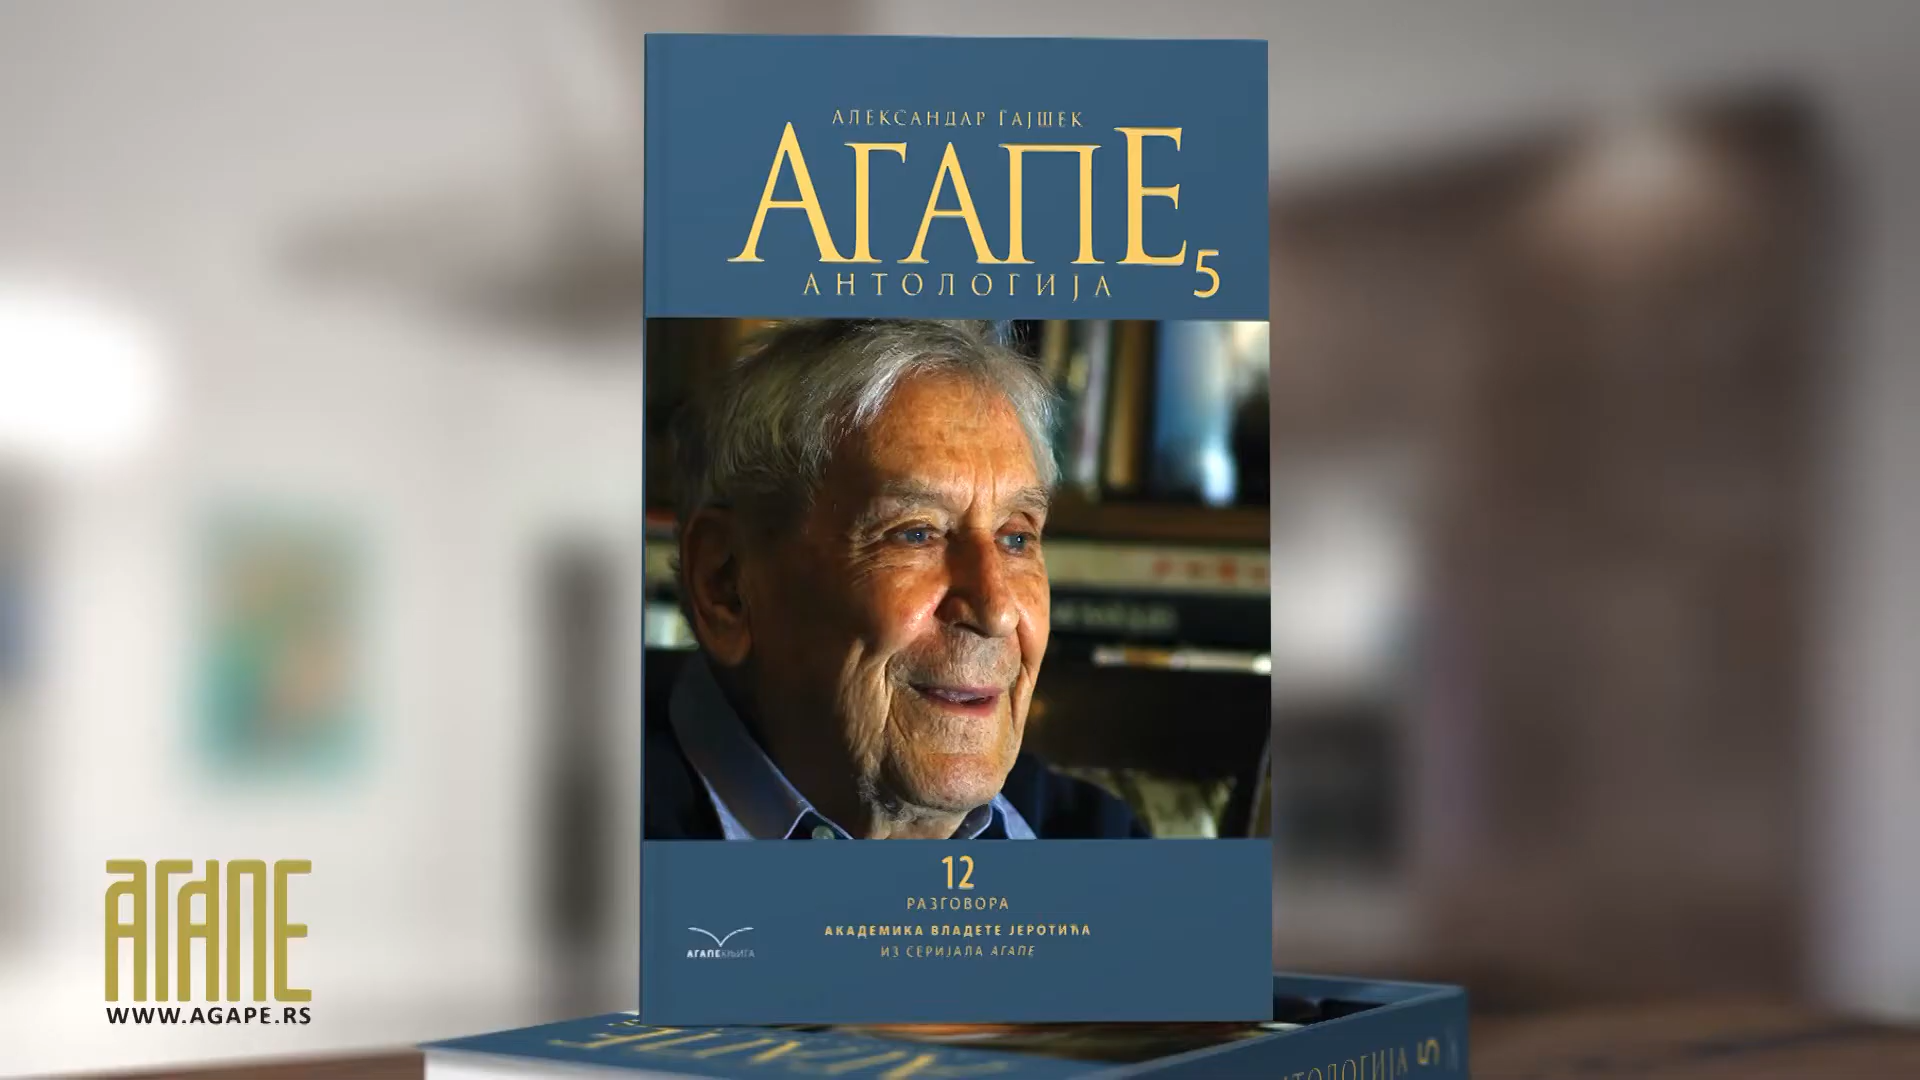 АЛЕКСАНДАР ГАЈШЕК
АГАПЕ 5
АНТОЛОГИЈА
12
РАЗГОВОРА
АКАДЕМИКА ВЛАДЕТЕ ЈЕРОТИЋА
ИЗ СЕРИЈАЛА АГАПЕ
АГАПЕКЊИГА
АГАПЕ
WWW.AGAPE.RS
АГАПЕ
АНТОЛОГИЈА 5